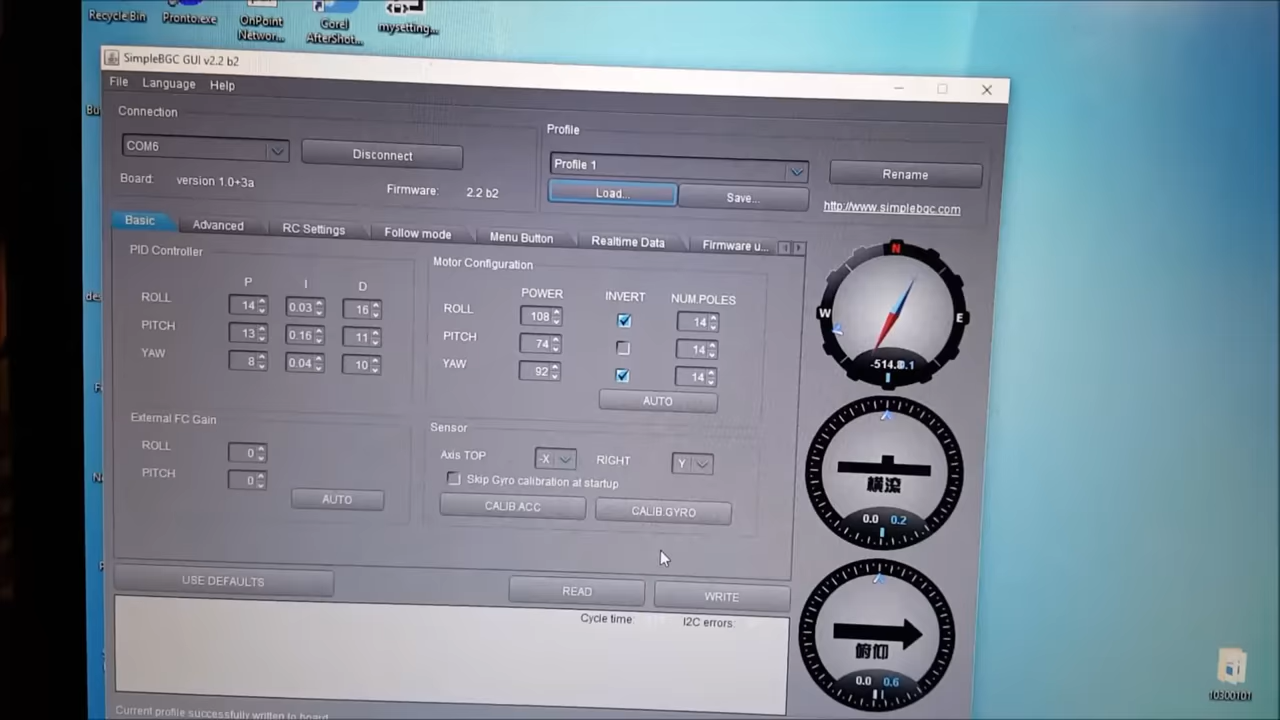 Recycle Bin
Pronto.exe
OnPoint
Networ...
Corel
AfterShot...
mysetting...
SimpleBGC GUI v2.2 b2
File Language Help
Connection
COM6
Disconnect
Board: version 1.0+3a
Firmware: 2.2 b2
Profile
Profile 1
Load...
Save...
Rename
http://www.simplebgc.com
Basic
Advanced
RC Settings
Follow mode
Menu Button
Realtime Data
Firmware u...
PID Controller
P I D
ROLL 14 0.03 16
PITCH 13 0.16 11
YAW 8 0.04 10
Motor Configuration
POWER INVERT NUM.POLES
ROLL 108 14
PITCH 74 14
YAW 92 14
AUTO
External FC Gain
ROLL 0
PITCH 0
AUTO
Sensor
Axis TOP -X RIGHT Y
Skip Gyro calibration at startup
CALIB.ACC
CALIB.GYRO
USE DEFAULTS
READ
WRITE
Cycle time:
I2C errors:
Current profile successfully written to board
N
W
E
横滚
0.0 0.2
俯仰
0.0 0.6
10300101